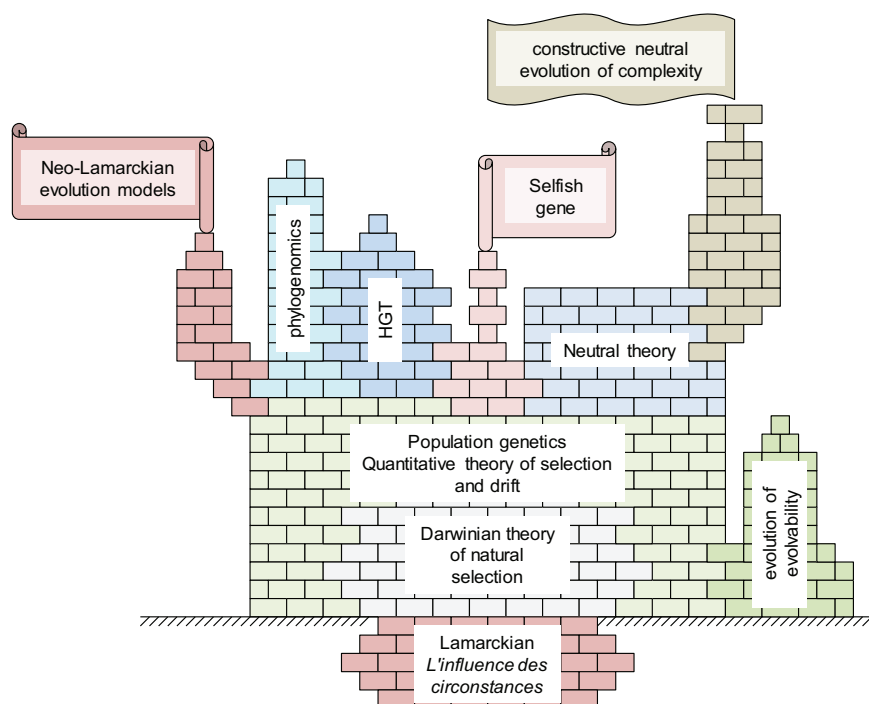 constructive neutral
evolution of complexity
Neo-Lamarckian
evolution models
Selfish
gene
phylogenomics
HGT
Neutral theory
Population genetics
Quantitative theory of selection
and drift
Darwinian theory
of natural
selection
evolution of
evolvability
Lamarckian
L'influence des
circonstances